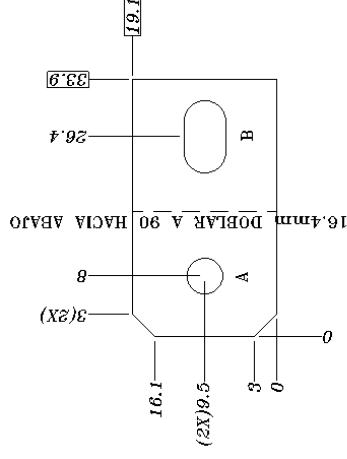 19.1
33.9
26.4
B
16.4mm DOBLAR A 90 HACIA ABAJO
8
A
3(2X)
0
16.1
(2X)9.5
3
0